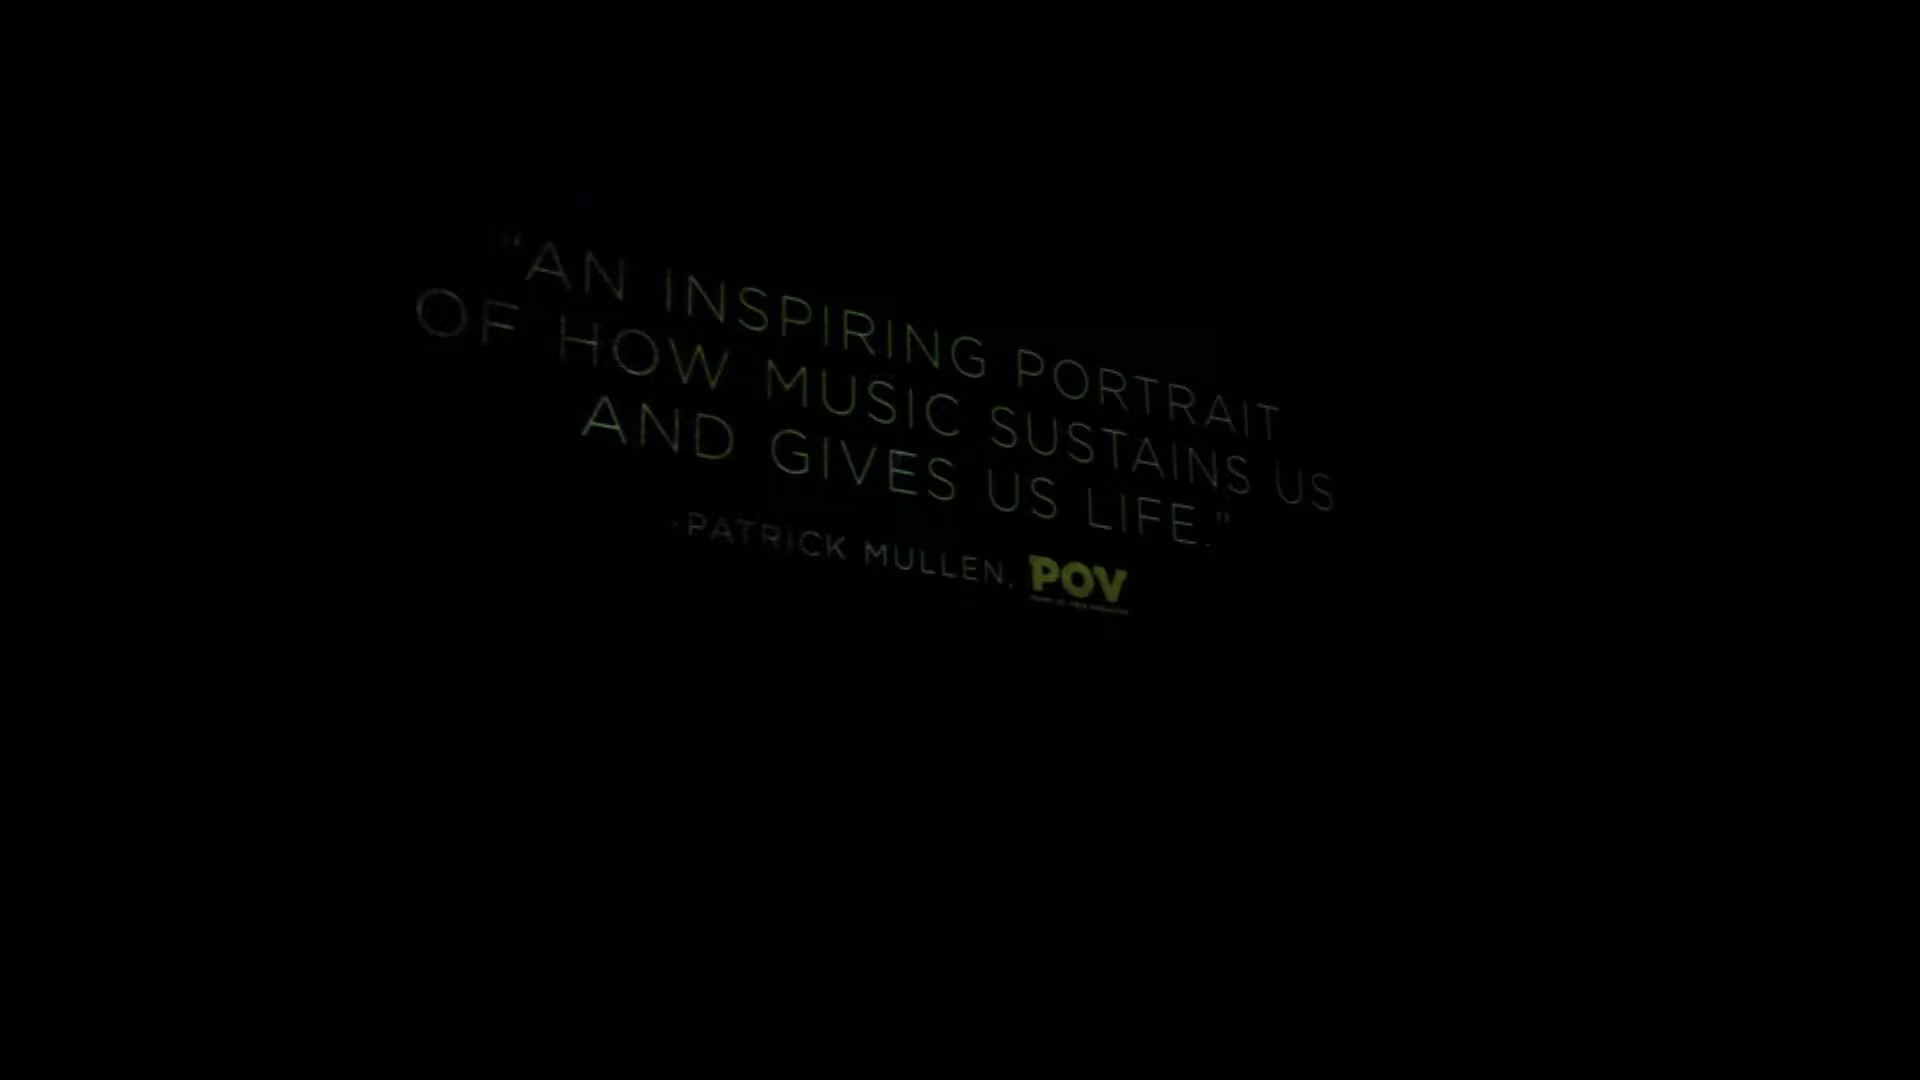 "AN INSPIRING PORTRAIT
OF HOW MUSIC SUSTAINS US
AND GIVES US LIFE."
-PATRICK MULLEN, POV